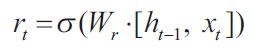 r_t = σ(W_r ·[h_{t–1}, x_t])